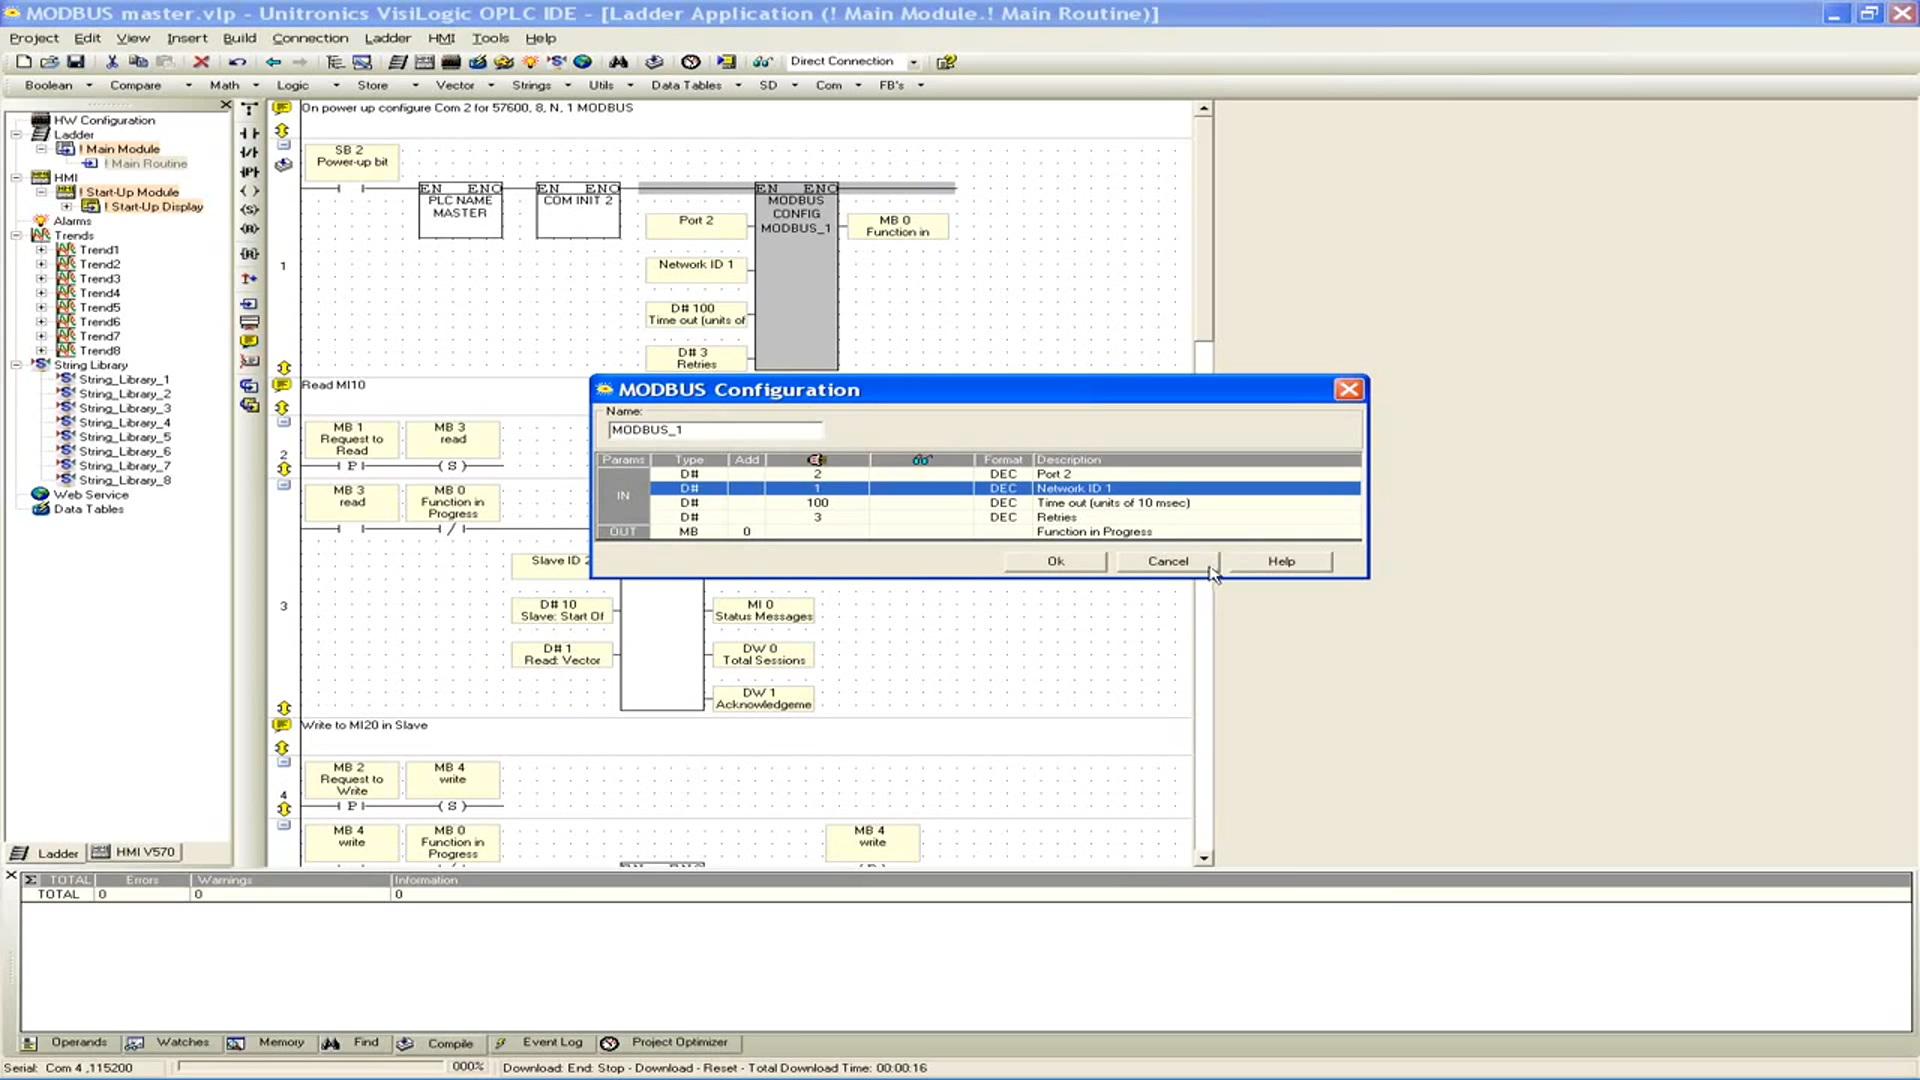 MODBUS master.vlp - Unitronics VisiLogic OPLC IDE - [Ladder Application (! Main Module.! Main Routine)]
Project Edit View Insert Build Connection Ladder HMI Tools Help
Direct Connection
Boolean Compare Math Logic Store Vector Strings Utils Data Tables SD Com FB's
HW Configuration
Ladder
! Main Module
! Main Routine
HMI
! Start-Up Module
! Start-Up Display
Alarms
Trends
Trend1
Trend2
Trend3
Trend4
Trend5
Trend6
Trend7
Trend8
String Library
String_Library_1
String_Library_2
String_Library_3
String_Library_4
String_Library_5
String_Library_6
String_Library_7
String_Library_8
Web Service
Data Tables
Ladder HMI V570
On power up configure Com 2 for 57600, 8, N, 1 MODBUS
1
SB 2
Power-up bit
EN ENO
PLC NAME
MASTER
EN ENO
COM INIT 2
EN ENO
MODBUS
CONFIG
MODBUS_1
Port 2
Network ID 1
D# 100
Time out (units of
D# 3
Retries
MB 0
Function in
Read MI10
2
MB 1
Request to
Read
MB 3
read
P
(S)
3
MB 3
read
MB 0
Function in
Progress
Slave ID 2
D# 10
Slave: Start Of
D# 1
Read: Vector
MI 0
Status Messages
DW 0
Total Sessions
DW 1
Acknowledgeme
Write to MI20 in Slave
4
MB 2
Request to
Write
MB 4
write
P
(S)
MB 4
write
MB 0
Function in
Progress
MB 4
write
MODBUS Configuration
Name:
MODBUS_1
Params Type Add Format Description
IN
D# 2 DEC Port 2
D# 1 DEC Network ID 1
D# 100 DEC Time out (units of 10 msec)
D# 3 DEC Retries
OUT MB 0 Function in Progress
Ok Cancel Help
Σ TOTAL Errors Warnings Information
TOTAL 0 0 0
Operands Watches Memory Find Compile Event Log Project Optimizer
Serial: Com 4 ,115200 000% Download: End: Stop - Download - Reset - Total Download Time: 00:00:16